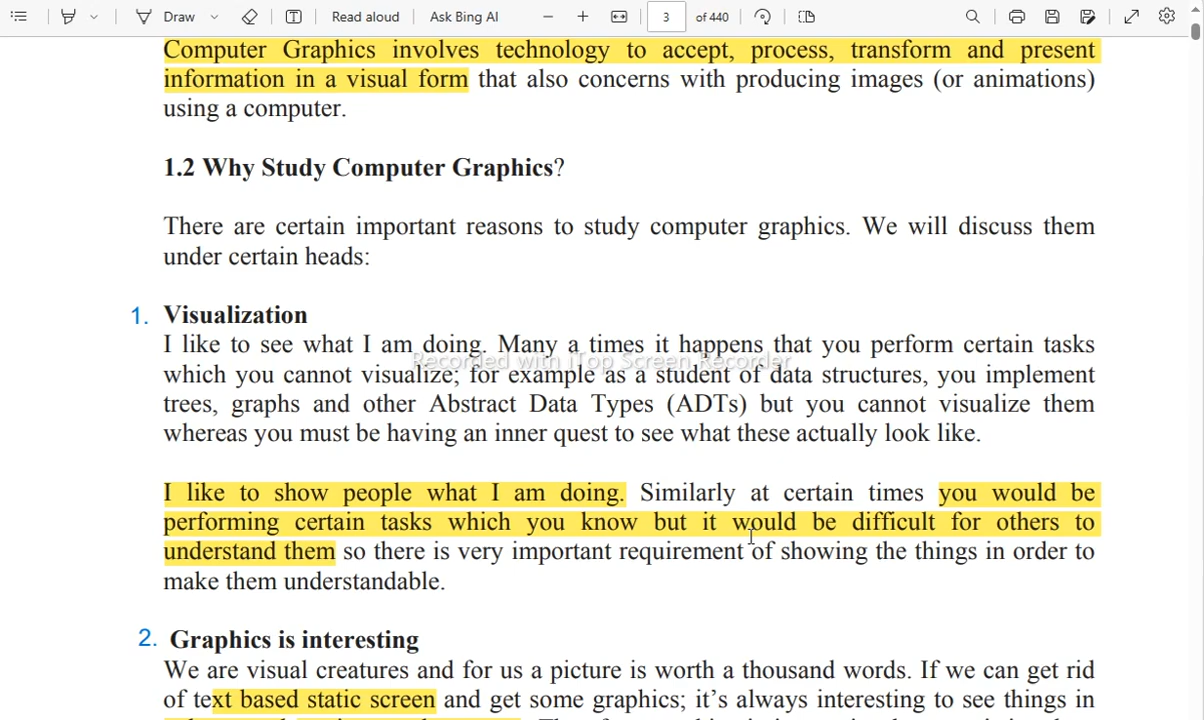 Draw
Read aloud
Ask Bing AI
3
of 440
Computer Graphics involves technology to accept, process, transform and present
information in a visual form that also concerns with producing images (or animations)
using a computer.
1.2 Why Study Computer Graphics?
There are certain important reasons to study computer graphics. We will discuss them
under certain heads:
1. Visualization
I like to see what I am doing. Many a times it happens that you perform certain tasks
Recorded with iTop Screen Recorder
which you cannot visualize; for example as a student of data structures, you implement
trees, graphs and other Abstract Data Types (ADTs) but you cannot visualize them
whereas you must be having an inner quest to see what these actually look like.
I like to show people what I am doing. Similarly at certain times you would be
performing certain tasks which you know but it would be difficult for others to
understand them so there is very important requirement of showing the things in order to
make them understandable.
2. Graphics is interesting
We are visual creatures and for us a picture is worth a thousand words. If we can get rid
of text based static screen and get some graphics; it's always interesting to see things in